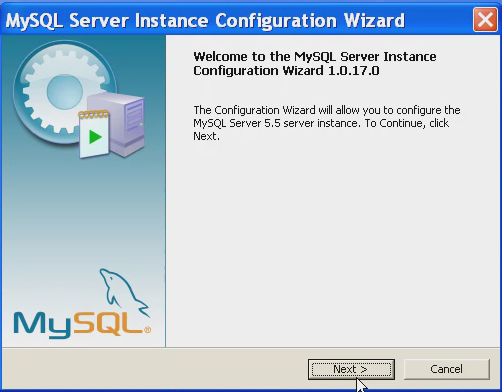 MySQL Server Instance Configuration Wizard
Welcome to the MySQL Server Instance
Configuration Wizard 1.0.17.0
The Configuration Wizard will allow you to configure the
MySQL Server 5.5 server instance. To Continue, click
Next.
MySQL®
Next >
Cancel